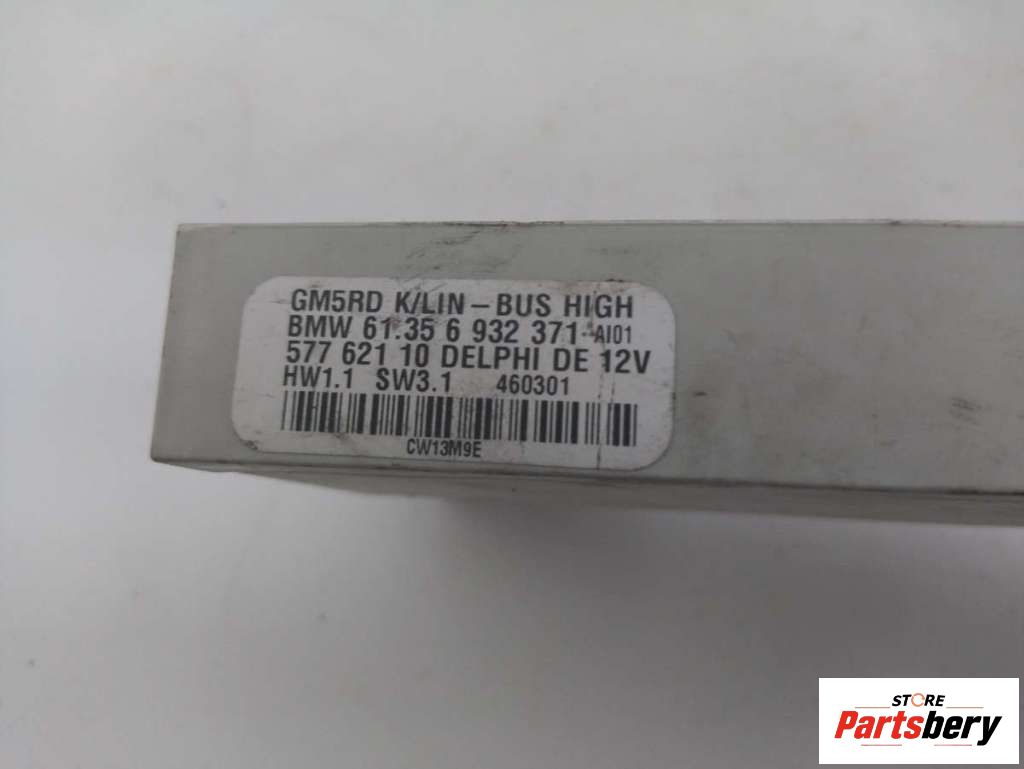 GM5RD K/LIN – BUS HIGH
BMW 61.35 6 932 371-AI01
577 621 10 DELPHI DE 12V
HW1.1 SW3.1 460301
CW13M9E
STORE
Partsbery